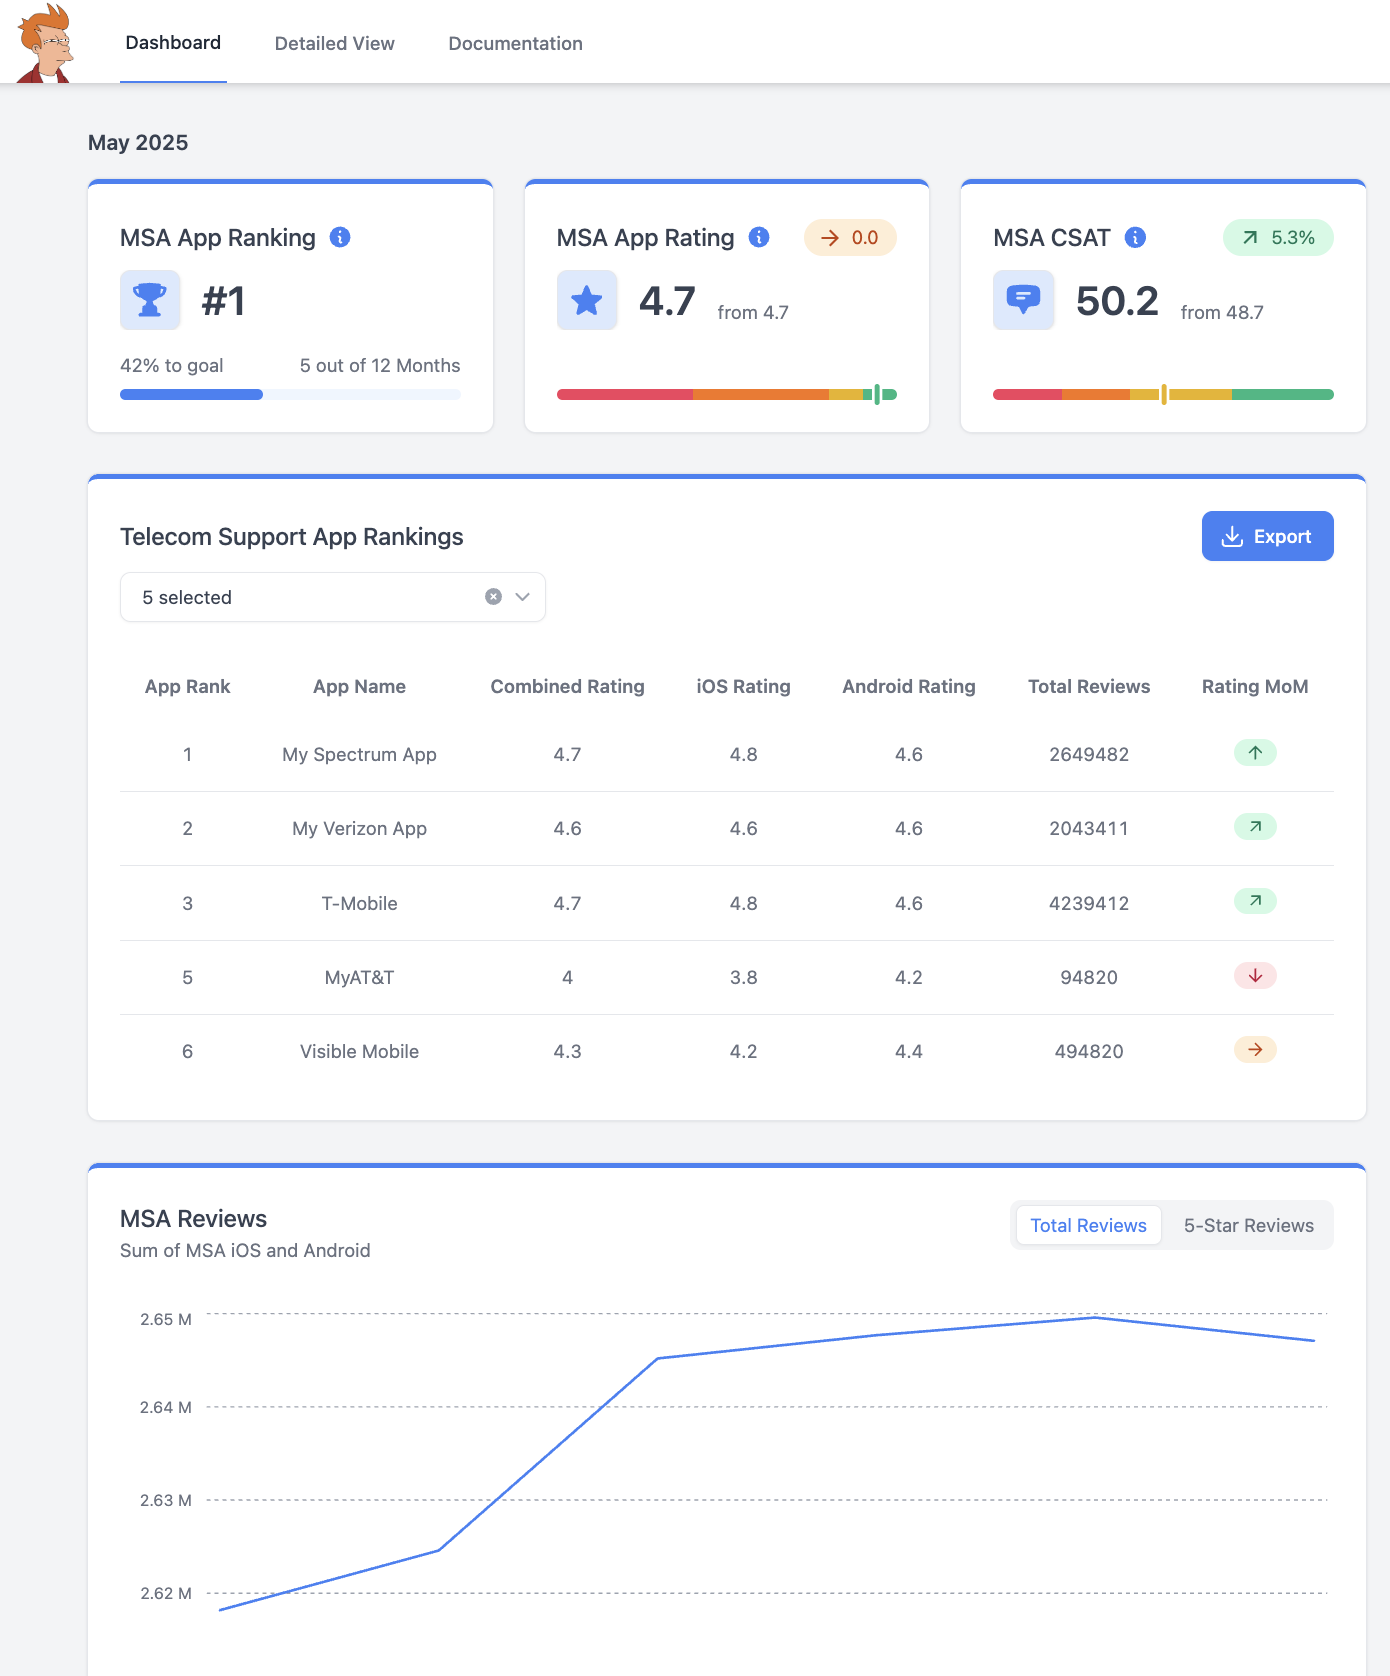 Dashboard Detailed View Documentation
May 2025
MSA App Ranking
#1
42% to goal 5 out of 12 Months
MSA App Rating 0.0
4.7 from 4.7
MSA CSAT 5.3%
50.2 from 48.7
Telecom Support App Rankings Export
5 selected
App Rank App Name Combined Rating iOS Rating Android Rating Total Reviews Rating MoM
1 My Spectrum App 4.7 4.8 4.6 2649482
2 My Verizon App 4.6 4.6 4.6 2043411
3 T-Mobile 4.7 4.8 4.6 4239412
5 MyAT&T 4 3.8 4.2 94820
6 Visible Mobile 4.3 4.2 4.4 494820
MSA Reviews Total Reviews 5-Star Reviews
Sum of MSA iOS and Android
2.65 M
2.64 M
2.63 M
2.62 M